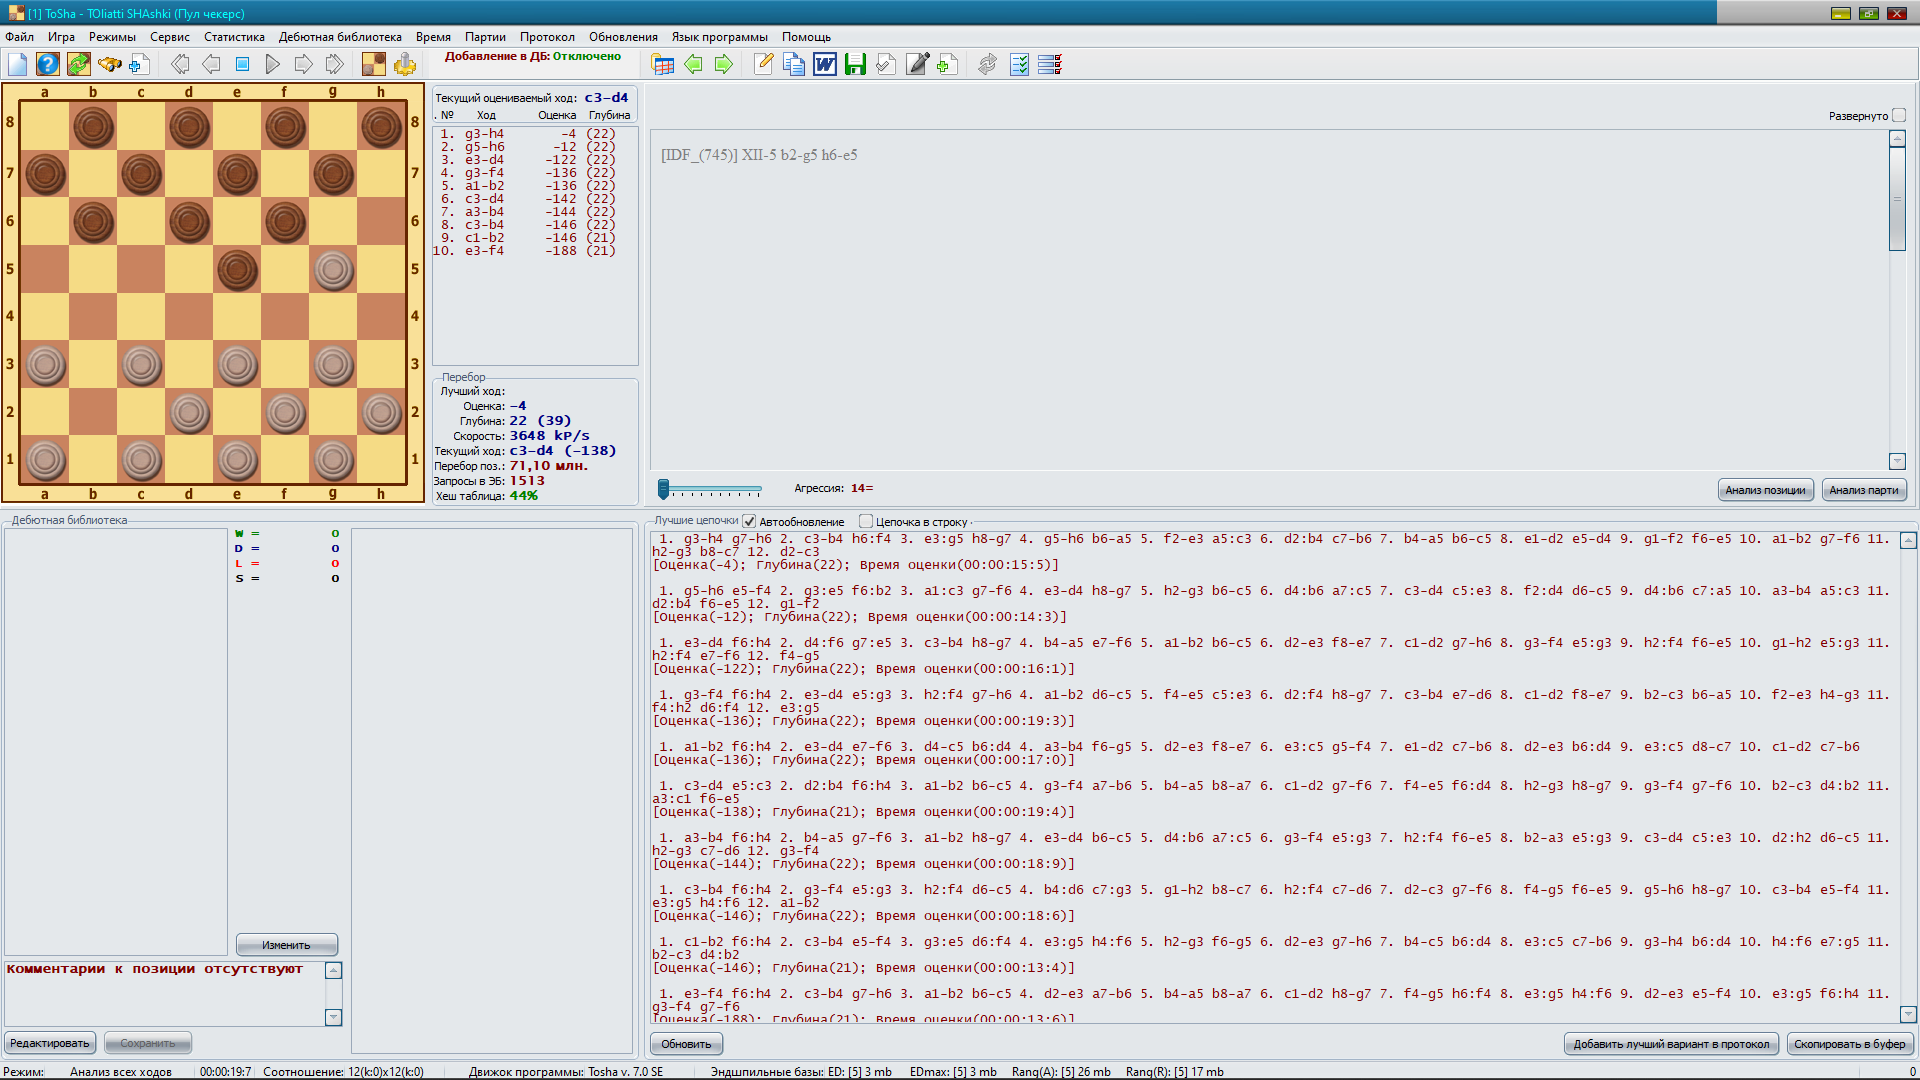 [1] ToSha - TOliatti SHAshki (Пул чекерс)
Файл Игра Режимы Сервис Статистика Дебютная библиотека Время Партии Протокол Обновления Язык программы Помощь
Добавление в ДБ: Отключено
a b c d e f g h
8 8
7 7
6 6
5 5
4 4
3 3
2 2
1 1
a b c d e f g h
Текущий оцениваемый ход: c3-d4
. № Ход Оценка Глубина
1. g3-h4 -4 (22)
2. g5-h6 -12 (22)
3. e3-d4 -122 (22)
4. g3-f4 -136 (22)
5. a1-b2 -136 (22)
6. c3-d4 -142 (22)
7. a3-b4 -144 (22)
8. c3-b4 -146 (22)
9. c1-b2 -146 (21)
10. e3-f4 -188 (21)
Перебор
Лучший ход:
Оценка: -4
Глубина: 22 (39)
Скорость: 3648 kP/s
Текущий ход: c3-d4 (-138)
Перебор поз.: 71,10 млн.
Запросы в ЭБ: 1513
Хеш таблица: 44%
Развернуто
[IDF_(745)] XII-5 b2-g5 h6-e5
Агрессия: 14=
Анализ позиции Анализ парти
Дебютная библиотека
W = 0
D = 0
L = 0
S = 0
Изменить
Комментарии к позиции отсутствуют
Редактировать Сохранить
Лучшие цепочки Автообновление Цепочка в строку
1. g3-h4 g7-h6 2. c3-b4 h6:f4 3. e3:g5 h8-g7 4. g5-h6 b6-a5 5. f2-e3 a5:c3 6. d2:b4 c7-b6 7. b4-a5 b6-c5 8. e1-d2 e5-d4 9. g1-f2 f6-e5 10. a1-b2 g7-f6 11.
h2-g3 b8-c7 12. d2-c3
[Оценка(-4); Глубина(22); Время оценки(00:00:15:5)]
1. g5-h6 e5-f4 2. g3:e5 f6:b2 3. a1:c3 g7-f6 4. e3-d4 h8-g7 5. h2-g3 b6-c5 6. d4:b6 a7:c5 7. c3-d4 c5:e3 8. f2:d4 d6-c5 9. d4:b6 c7:a5 10. a3-b4 a5:c3 11.
d2:b4 f6-e5 12. g1-f2
[Оценка(-12); Глубина(22); Время оценки(00:00:14:3)]
1. e3-d4 f6:h4 2. d4:f6 g7:e5 3. c3-b4 h8-g7 4. b4-a5 e7-f6 5. a1-b2 b6-c5 6. d2-e3 f8-e7 7. c1-d2 g7-h6 8. g3-f4 e5:g3 9. h2:f4 f6-e5 10. g1-h2 e5:g3 11.
h2:f4 e7-f6 12. f4-g5
[Оценка(-122); Глубина(22); Время оценки(00:00:16:1)]
1. g3-f4 f6:h4 2. e3-d4 e5:g3 3. h2:f4 g7-h6 4. a1-b2 d6-c5 5. f4-e5 c5:e3 6. d2:f4 h8-g7 7. c3-b4 e7-d6 8. c1-d2 f8-e7 9. b2-c3 b6-a5 10. f2-e3 h4-g3 11.
f4:h2 d6:f4 12. e3:g5
[Оценка(-136); Глубина(22); Время оценки(00:00:19:3)]
1. a1-b2 f6:h4 2. e3-d4 e7-f6 3. d4-c5 b6:d4 4. a3-b4 f6-g5 5. d2-e3 f8-e7 6. e3:c5 g5-f4 7. e1-d2 c7-b6 8. d2-e3 b6:d4 9. e3:c5 d8-c7 10. c1-d2 c7-b6
[Оценка(-136); Глубина(22); Время оценки(00:00:17:0)]
1. c3-d4 e5:c3 2. d2:b4 f6:h4 3. a1-b2 b6-c5 4. g3-f4 a7-b6 5. b4-a5 b8-a7 6. c1-d2 g7-f6 7. f4-e5 f6:d4 8. h2-g3 h8-g7 9. g3-f4 g7-f6 10. b2-c3 d4:b2 11.
a3:c1 f6-e5
[Оценка(-138); Глубина(21); Время оценки(00:00:19:4)]
1. a3-b4 f6:h4 2. b4-a5 g7-f6 3. a1-b2 h8-g7 4. e3-d4 b6-c5 5. d4:b6 a7:c5 6. g3-f4 e5:g3 7. h2:f4 f6-e5 8. b2-a3 e5:g3 9. c3-d4 c5:e3 10. d2:h2 d6-c5 11.
h2-g3 c7-d6 12. g3-f4
[Оценка(-144); Глубина(22); Время оценки(00:00:18:9)]
1. c3-b4 f6:h4 2. g3-f4 e5:g3 3. h2:f4 d6-c5 4. b4:d6 c7:g3 5. g1-h2 b8-c7 6. h2:f4 c7-d6 7. d2-c3 g7-f6 8. f4-g5 f6-e5 9. g5-h6 h8-g7 10. c3-b4 e5-f4 11.
e3:g5 h4:f6 12. a1-b2
[Оценка(-146); Глубина(22); Время оценки(00:00:18:6)]
1. c1-b2 f6:h4 2. c3-b4 e5-f4 3. g3:e5 d6:f4 4. e3:g5 h4:f6 5. h2-g3 f6-g5 6. d2-e3 g7-h6 7. b4-c5 b6:d4 8. e3:c5 c7-b6 9. g3-h4 b6:d4 10. h4:f6 e7:g5 11.
b2-c3 d4:b2
[Оценка(-146); Глубина(21); Время оценки(00:00:13:4)]
1. e3-f4 f6:h4 2. c3-b4 g7-h6 3. a1-b2 b6-c5 4. d2-e3 a7-b6 5. b4-a5 b8-a7 6. c1-d2 h8-g7 7. f4-g5 h6:f4 8. e3:g5 h4:f6 9. d2-e3 e5-f4 10. e3:g5 f6:h4 11.
g3-f4 g7-f6
[Оценка(-188); Глубина(21); Время оценки(00:00:13:6)]
Обновить Добавить лучший вариант в протокол Скопировать в буфер
Режим: Анализ всех ходов 00:00:19:7 Соотношение: 12(k:0)x12(k:0) Движок программы: Tosha v. 7.0 SE Эндшпильные базы: ED: [5] 3 mb EDmax: [5] 3 mb Rang(A): [5] 26 mb Rang(R): [5] 17 mb 0